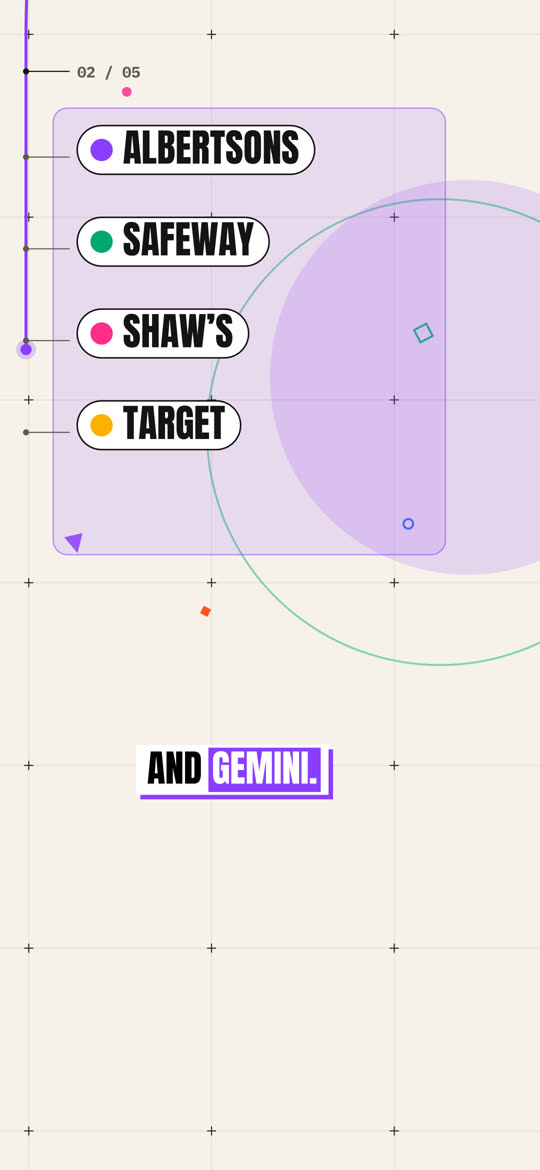 02 / 05
ALBERTSONS
SAFEWAY
SHAW’S
TARGET
AND GEMINI.